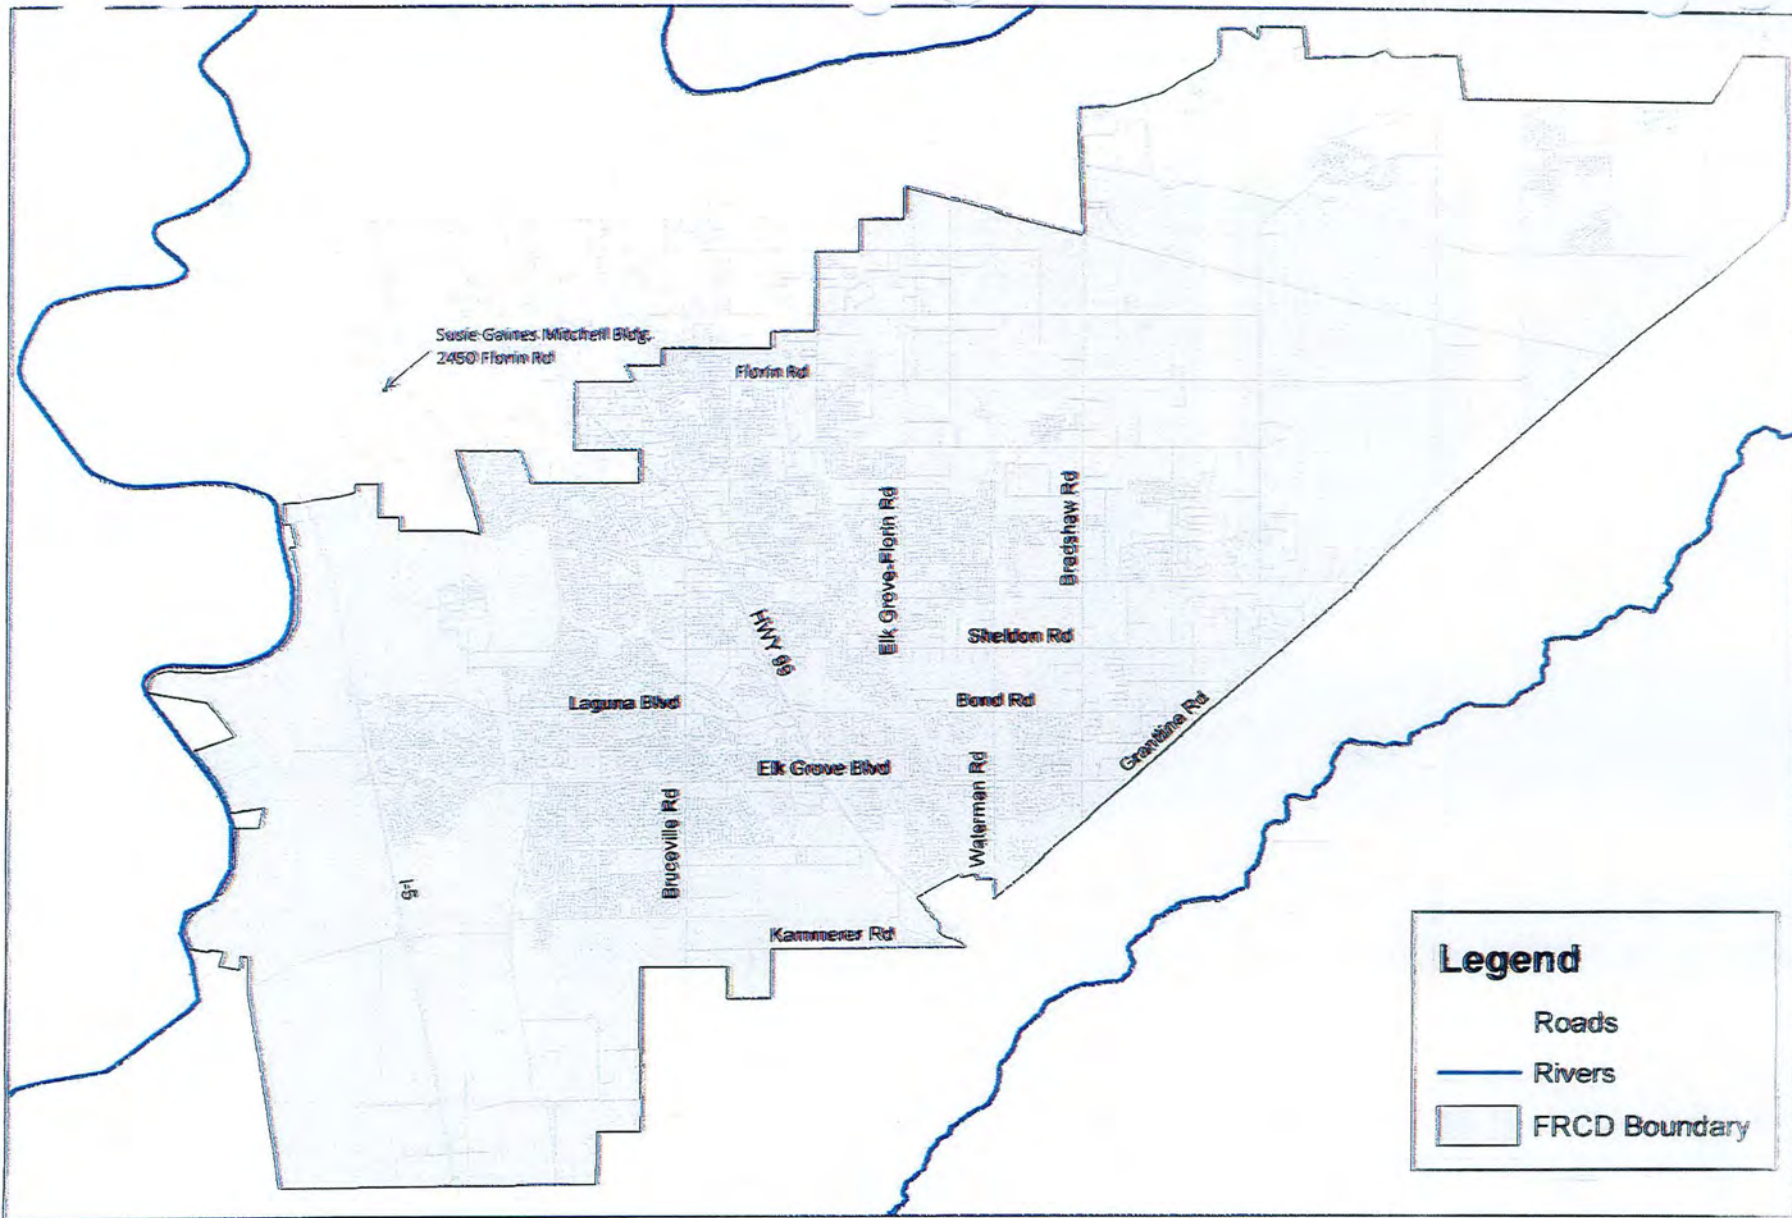 Susie Gaines Mitchell Bldg.
2450 Florin Rd
Florin Rd
Elk Grove-Florin Rd
Bradshaw Rd
HWY 99
Sheldon Rd
Laguna Blvd
Bond Rd
Grantline Rd
Elk Grove Blvd
Waterman Rd
Bruceville Rd
I-5
Kammerer Rd
Legend
Roads
Rivers
FRCD Boundary